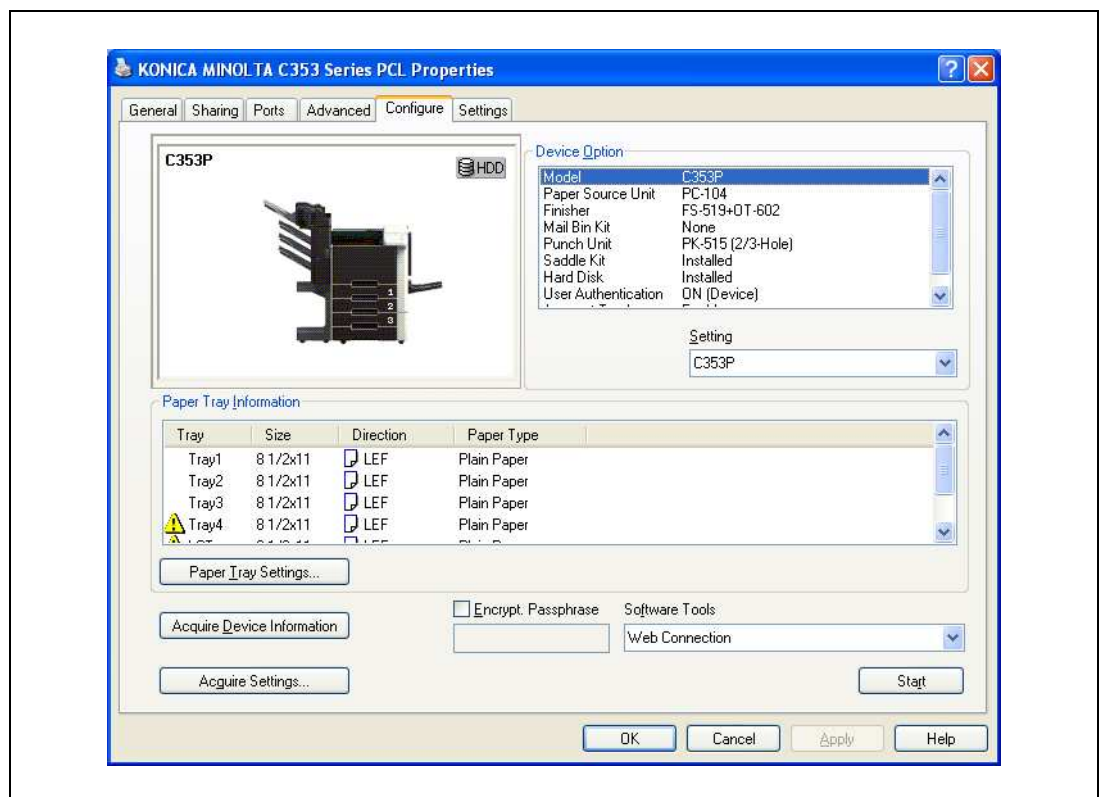 KONICA MINOLTA C353 Series PCL Properties
General Sharing Ports Advanced Configure Settings
C353P
HDD
1
2
3
Device Option
Model C353P
Paper Source Unit PC-104
Finisher FS-519+OT-602
Mail Bin Kit None
Punch Unit PK-515 (2/3-Hole)
Saddle Kit Installed
Hard Disk Installed
User Authentication ON (Device)
Setting
C353P
Paper Tray Information
Tray Size Direction Paper Type
Tray1 8 1/2x11 LEF Plain Paper
Tray2 8 1/2x11 LEF Plain Paper
Tray3 8 1/2x11 LEF Plain Paper
Tray4 8 1/2x11 LEF Plain Paper
Paper Tray Settings...
Acquire Device Information
Encrypt. Passphrase
Software Tools
Web Connection
Acquire Settings...
Start
OK Cancel Apply Help